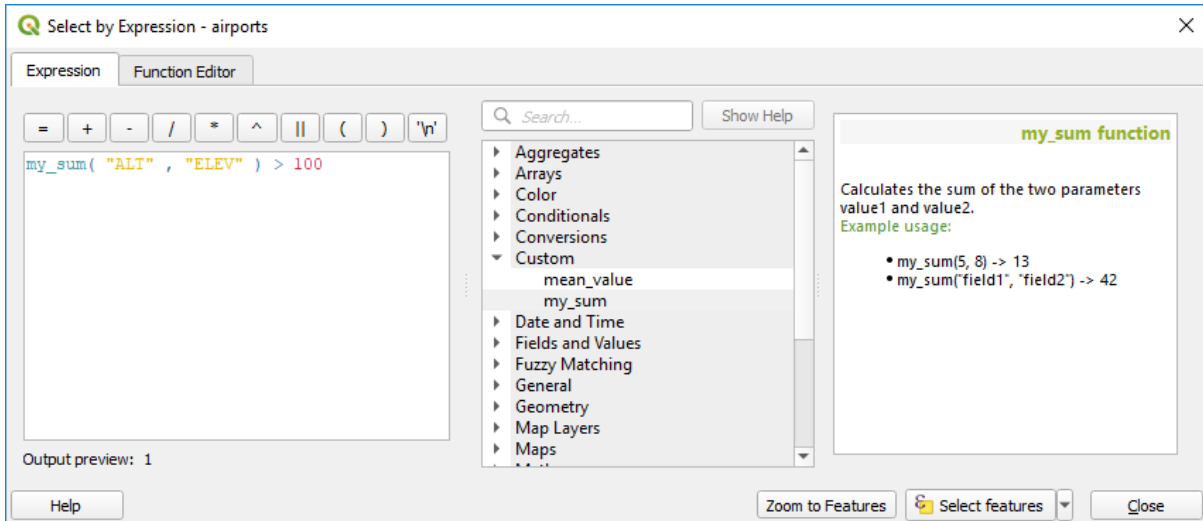 Select by Expression - airports
Expression
Function Editor
= + - / * ^ || ( ) '\n'
my_sum( "ALT" , "ELEV" ) > 100
Output preview: 1
Search...
Show Help
Aggregates
Arrays
Color
Conditionals
Conversions
Custom
mean_value
my_sum
Date and Time
Fields and Values
Fuzzy Matching
General
Geometry
Map Layers
Maps
my_sum function
Calculates the sum of the two parameters
value1 and value2.
Example usage:
• my_sum(5, 8) -> 13
• my_sum("field1", "field2") -> 42
Help
Zoom to Features
Select features
Close